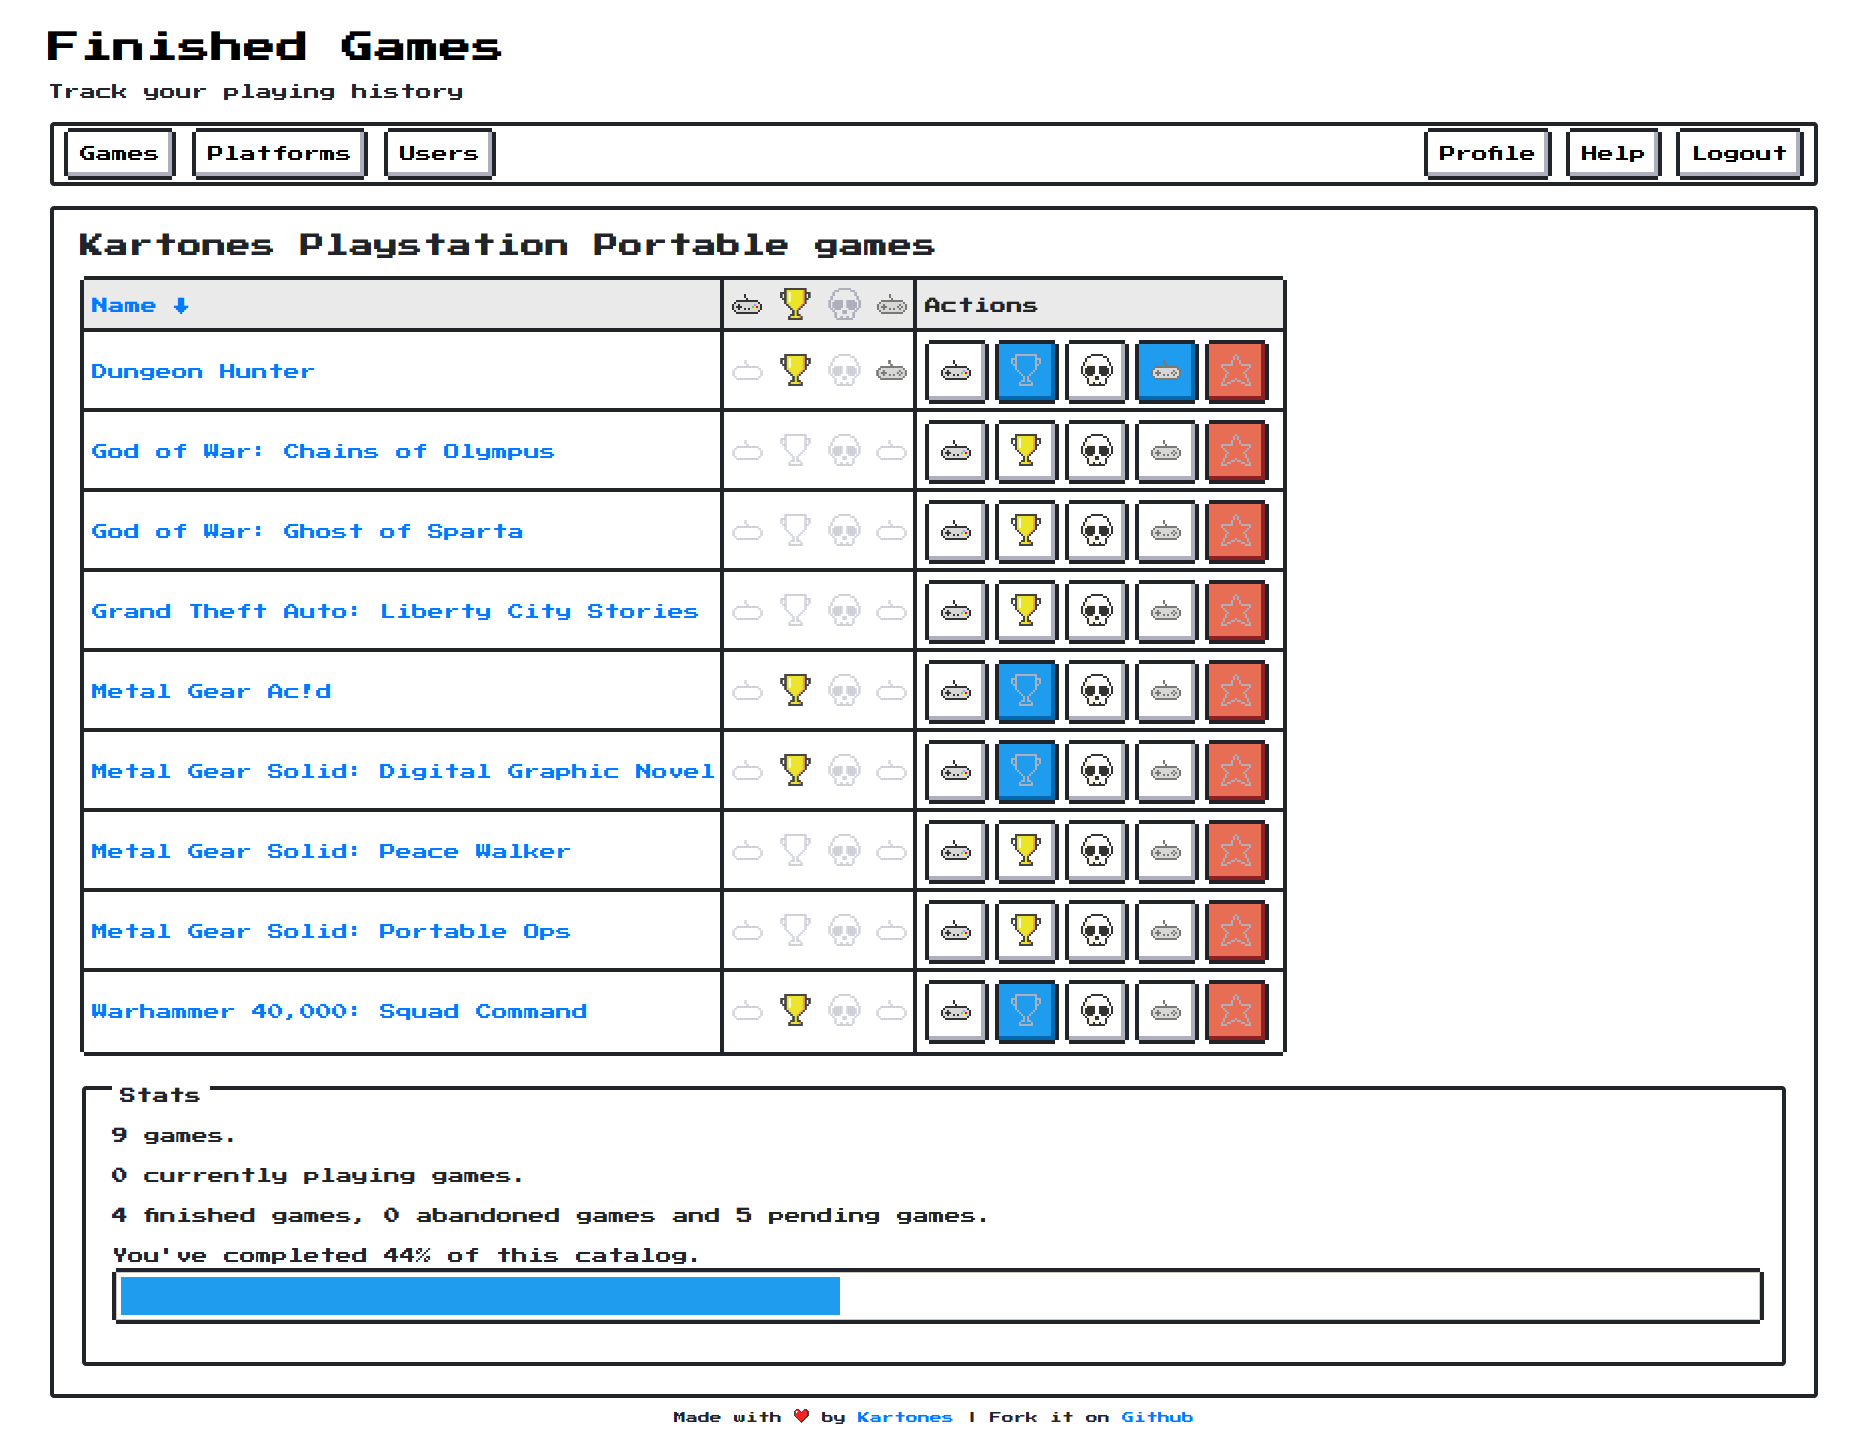 Finished Games
Track your playing history
Games Platforms Users Profile Help Logout
Kartones Playstation Portable games
Name Actions
Dungeon Hunter
God of War: Chains of Olympus
God of War: Ghost of Sparta
Grand Theft Auto: Liberty City Stories
Metal Gear Ac!d
Metal Gear Solid: Digital Graphic Novel
Metal Gear Solid: Peace Walker
Metal Gear Solid: Portable Ops
Warhammer 40,000: Squad Command
Stats
9 games.
0 currently playing games.
4 finished games, 0 abandoned games and 5 pending games.
You've completed 44% of this catalog.
Made with ❤ by Kartones | Fork it on Github